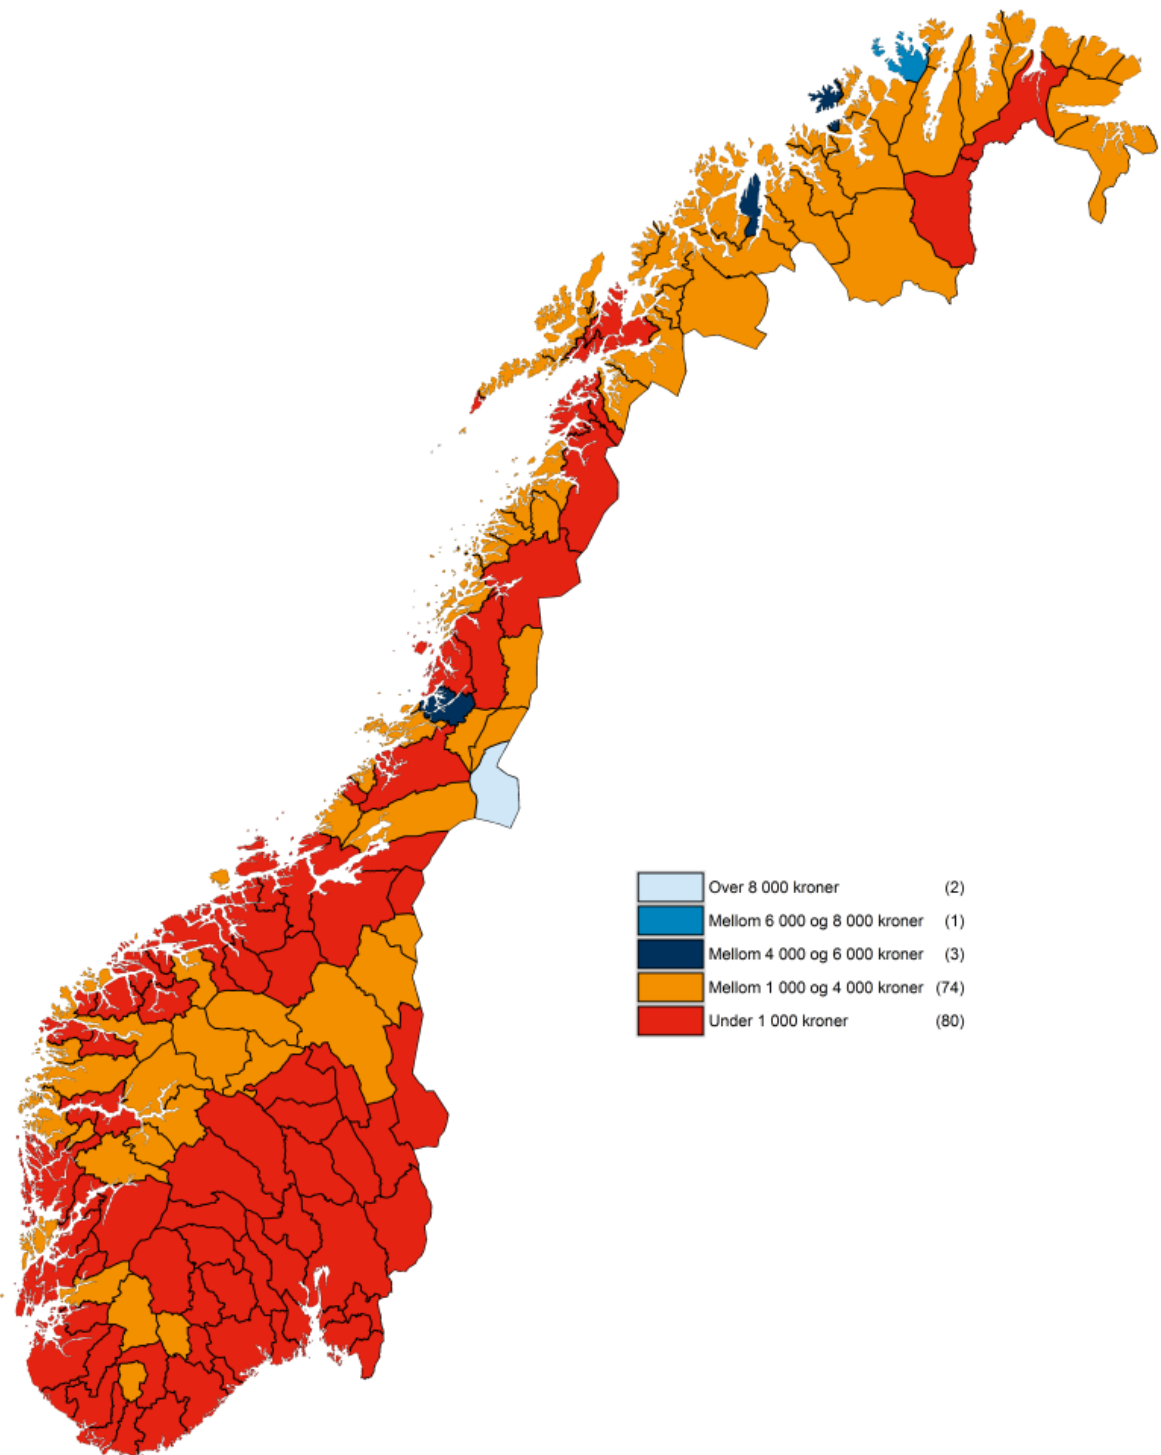 Over 8 000 kroner (2)
Mellom 6 000 og 8 000 kroner (1)
Mellom 4 000 og 6 000 kroner (3)
Mellom 1 000 og 4 000 kroner (74)
Under 1 000 kroner (80)